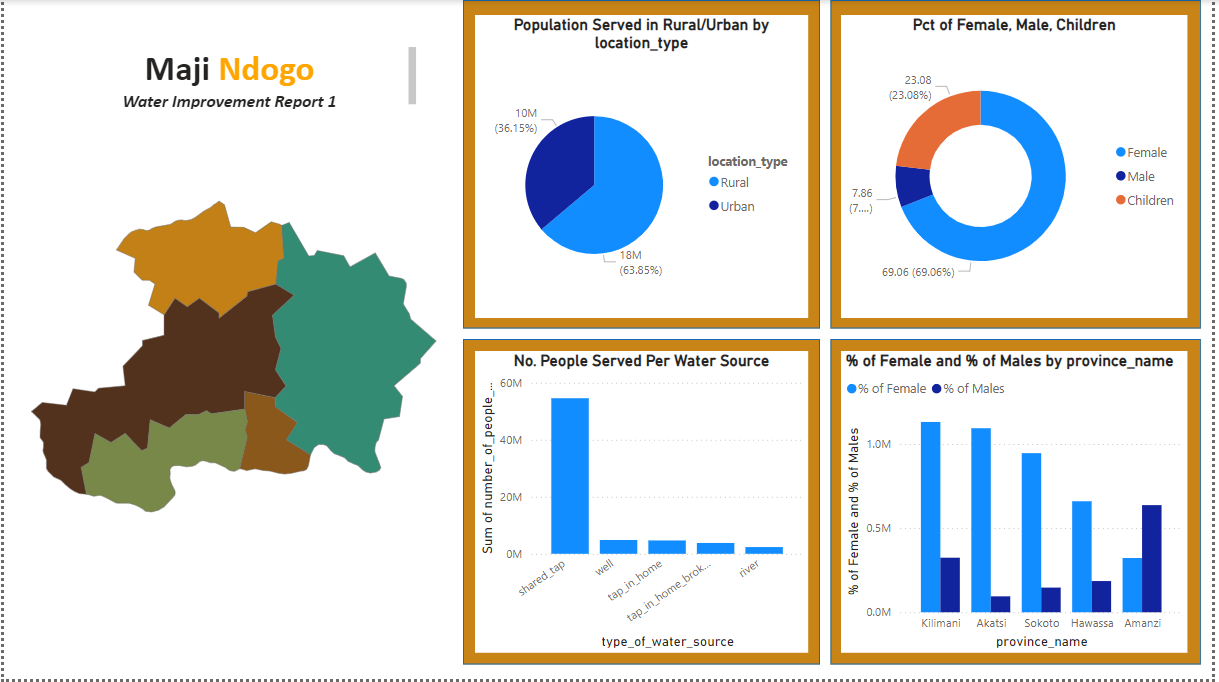 Maji Ndogo
Water Improvement Report 1
Population Served in Rural/Urban by
location_type
10M
(36.15%)
18M
(63.85%)
location_type
Rural
Urban
Pct of Female, Male, Children
23.08
(23.08%)
7.86
(7....)
69.06 (69.06%)
Female
Male
Children
No. People Served Per Water Source
Sum of number_of_people_...
60M
40M
20M
0M
shared_tap
well
tap_in_home
tap_in_home_brok...
river
type_of_water_source
% of Female and % of Males by province_name
% of Female % of Males
% of Female and % of Males
1.0M
0.5M
0.0M
Kilimani Akatsi Sokoto Hawassa Amanzi
province_name